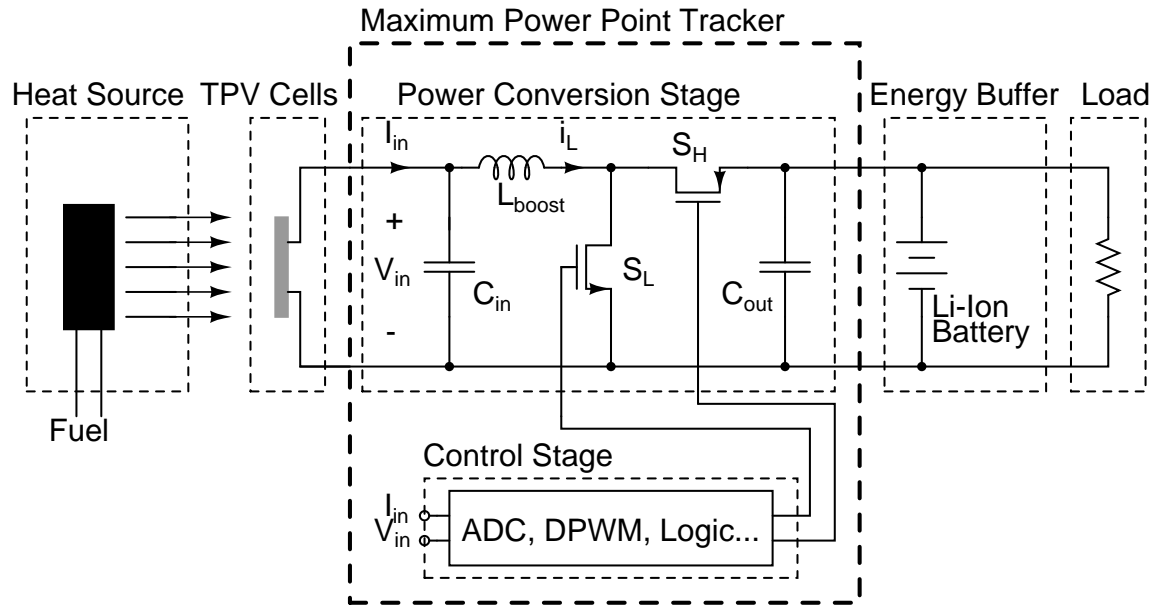 Maximum Power Point Tracker
Heat Source
TPV Cells
Power Conversion Stage
Energy Buffer
Load
I_in
i_L
S_H
L_boost
+
V_in
-
C_in
S_L
C_out
Li-Ion
Battery
Fuel
Control Stage
I_in
V_in
ADC, DPWM, Logic...